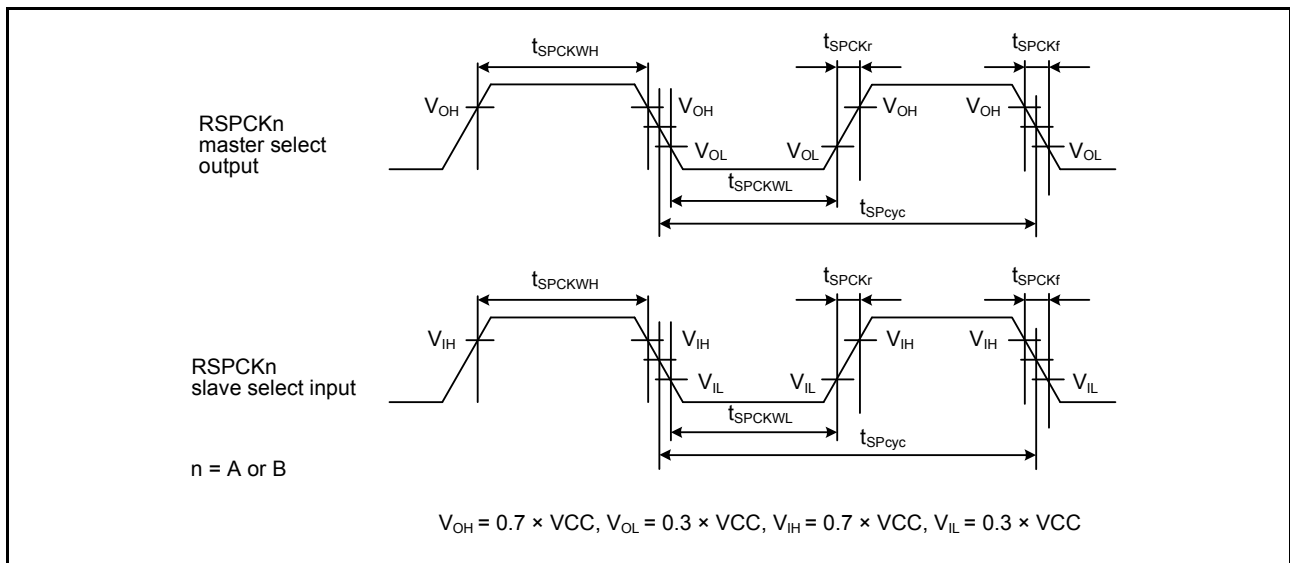 tSPCKWH
tSPCKr
tSPCKf
VOH
VOH
VOH
VOH
RSPCKn
master select
output
VOL
VOL
VOL
tSPCKWL
tSPcyc
tSPCKWH
tSPCKr
tSPCKf
VIH
VIH
VIH
VIH
RSPCKn
slave select input
VIL
VIL
VIL
tSPCKWL
tSPcyc
n = A or B
VOH = 0.7 × VCC, VOL = 0.3 × VCC, VIH = 0.7 × VCC, VIL = 0.3 × VCC